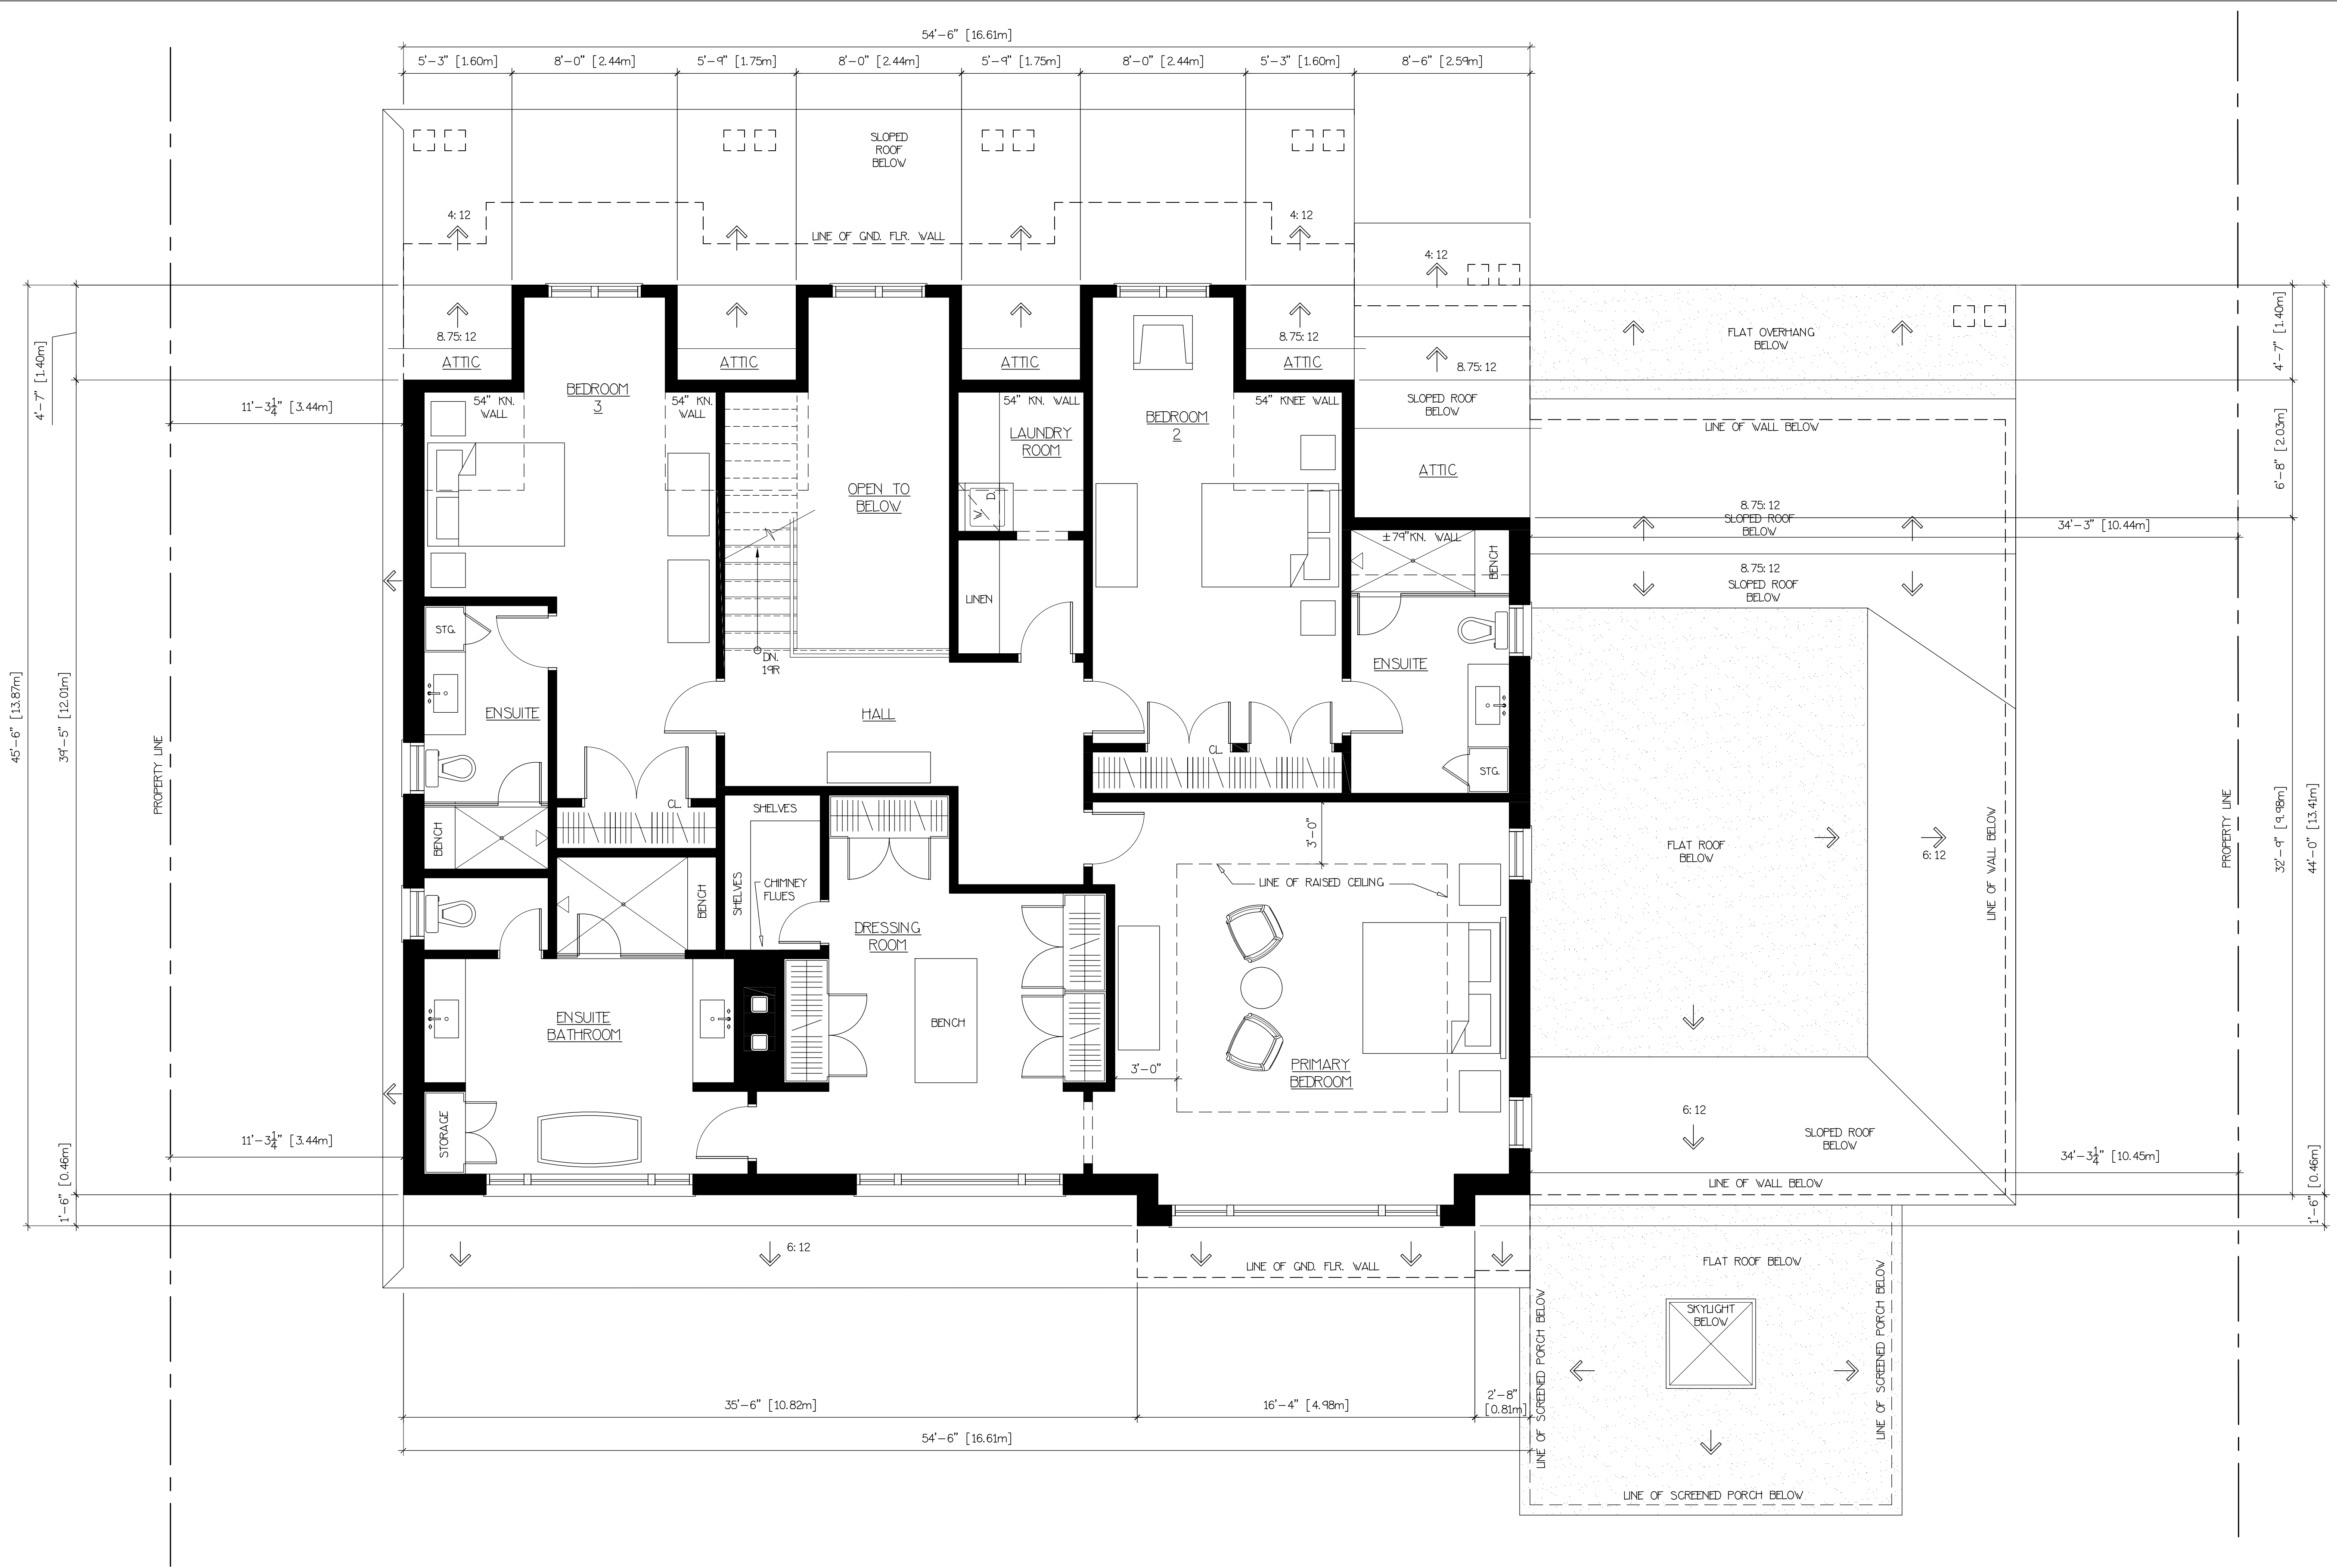 54'-6" [16.61m]
5'-3" [1.60m]
8'-0" [2.44m]
5'-9" [1.75m]
8'-0" [2.44m]
5'-9" [1.75m]
8'-0" [2.44m]
5'-3" [1.60m]
8'-6" [2.59m]
SLOPED
ROOF
BELOW
4:12
LINE OF GND. FLR. WALL
4:12
4:12
8.75:12
ATTIC
ATTIC
ATTIC
8.75:12
ATTIC
8.75:12
SLOPED ROOF
BELOW
ATTIC
FLAT OVERHANG
BELOW
LINE OF WALL BELOW
4'-7" [1.40m]
11'-3 1/4" [3.44m]
45'-6" [13.87m]
39'-5" [12.01m]
PROPERTY LINE
BEDROOM
3
54" KN.
WALL
54" KN.
WALL
OPEN TO
BELOW
54" KN. WALL
LAUNDRY
ROOM
W.
D.
LINEN
BEDROOM
2
54" KNEE WALL
±79"KN. WALL
BENCH
8.75:12
SLOPED ROOF
BELOW
8.75:12
SLOPED ROOF
BELOW
34'-3" [10.44m]
4'-7" [1.40m]
6'-8" [2.03m]
STG.
ENSUITE
DN.
19R
HALL
ENSUITE
STG.
CL.
CL.
BENCH
SHELVES
SHELVES
CHIMNEY
FLUES
BENCH
3'-0"
LINE OF RAISED CEILING
DRESSING
ROOM
BENCH
ENSUITE
BATHROOM
STORAGE
3'-0"
PRIMARY
BEDROOM
FLAT ROOF
BELOW
6:12
LINE OF WALL BELOW
PROPERTY LINE
32'-9" [9.98m]
44'-0" [13.41m]
6:12
SLOPED ROOF
BELOW
34'-3 1/4" [10.45m]
LINE OF WALL BELOW
1'-6" [0.46m]
11'-3 1/4" [3.44m]
1'-6" [0.46m]
6:12
LINE OF GND. FLR. WALL
FLAT ROOF BELOW
SKYLIGHT
BELOW
LINE OF SCREENED PORCH BELOW
LINE OF SCREENED PORCH BELOW
LINE OF SCREENED PORCH BELOW
35'-6" [10.82m]
16'-4" [4.98m]
2'-8"
[0.81m]
54'-6" [16.61m]